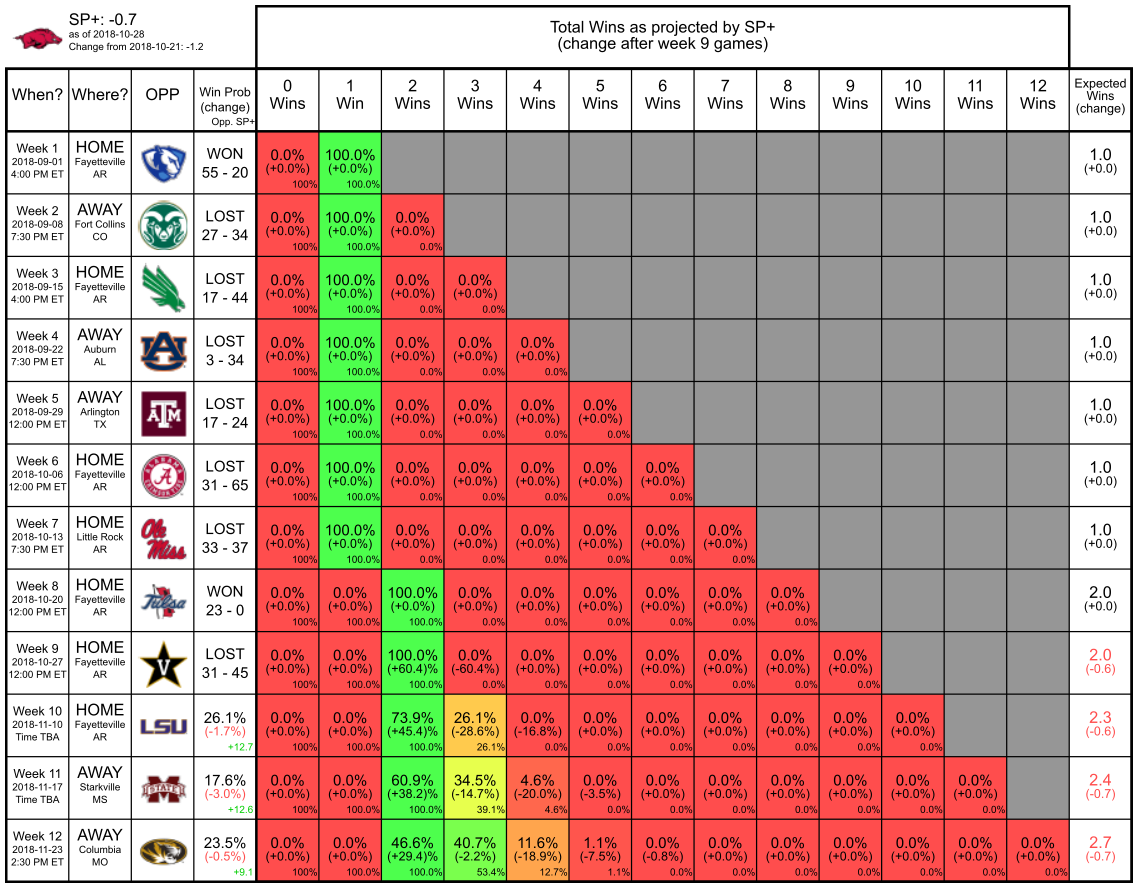 SP+: -0.7
as of 2018-10-28
Change from 2018-10-21: -1.2
Total Wins as projected by SP+
(change after week 9 games)
When? Where? OPP Win Prob (change) Opp. SP+ 0 Wins 1 Win 2 Wins 3 Wins 4 Wins 5 Wins 6 Wins 7 Wins 8 Wins 9 Wins 10 Wins 11 Wins 12 Wins Expected Wins (change)
Week 1 HOME WON 0.0% 100.0% 1.0
2018-09-01 Fayetteville (+0.0%) (+0.0%) (+0.0)
4:00 PM ET AR 55 - 20 100% 100.0%
Week 2 AWAY LOST 0.0% 100.0% 0.0% 1.0
2018-09-08 Fort Collins (+0.0%) (+0.0%) (+0.0%) (+0.0)
7:30 PM ET CO 27 - 34 100% 100.0% 0.0%
Week 3 HOME LOST 0.0% 100.0% 0.0% 0.0% 1.0
2018-09-15 Fayetteville (+0.0%) (+0.0%) (+0.0%) (+0.0%) (+0.0)
4:00 PM ET AR 17 - 44 100% 100.0% 0.0% 0.0%
Week 4 AWAY LOST 0.0% 100.0% 0.0% 0.0% 0.0% 1.0
2018-09-22 Auburn (+0.0%) (+0.0%) (+0.0%) (+0.0%) (+0.0%) (+0.0)
7:30 PM ET AL 3 - 34 100% 100.0% 0.0% 0.0% 0.0%
Week 5 AWAY ATM LOST 0.0% 100.0% 0.0% 0.0% 0.0% 0.0% 1.0
2018-09-29 Arlington (+0.0%) (+0.0%) (+0.0%) (+0.0%) (+0.0%) (+0.0%) (+0.0)
12:00 PM ET TX 17 - 24 100% 100.0% 0.0% 0.0% 0.0% 0.0%
Week 6 HOME ALABAMA A LOST 0.0% 100.0% 0.0% 0.0% 0.0% 0.0% 0.0% 1.0
2018-10-06 Fayetteville (+0.0%) (+0.0%) (+0.0%) (+0.0%) (+0.0%) (+0.0%) (+0.0%) (+0.0)
12:00 PM ET AR 31 - 65 100% 100.0% 0.0% 0.0% 0.0% 0.0% 0.0%
Week 7 HOME Ole Miss LOST 0.0% 100.0% 0.0% 0.0% 0.0% 0.0% 0.0% 0.0% 1.0
2018-10-13 Little Rock (+0.0%) (+0.0%) (+0.0%) (+0.0%) (+0.0%) (+0.0%) (+0.0%) (+0.0%) (+0.0)
7:30 PM ET AR 33 - 37 100% 100.0% 0.0% 0.0% 0.0% 0.0% 0.0% 0.0%
Week 8 HOME Tulsa WON 0.0% 0.0% 100.0% 0.0% 0.0% 0.0% 0.0% 0.0% 0.0% 2.0
2018-10-20 Fayetteville (+0.0%) (+0.0%) (+0.0%) (+0.0%) (+0.0%) (+0.0%) (+0.0%) (+0.0%) (+0.0%) (+0.0)
12:00 PM ET AR 23 - 0 100% 100.0% 100.0% 0.0% 0.0% 0.0% 0.0% 0.0% 0.0%
Week 9 HOME V LOST 0.0% 0.0% 100.0% 0.0% 0.0% 0.0% 0.0% 0.0% 0.0% 0.0% 2.0
2018-10-27 Fayetteville (+0.0%) (+0.0%) (+60.4)% (-60.4%) (+0.0%) (+0.0%) (+0.0%) (+0.0%) (+0.0%) (+0.0%) (-0.6)
12:00 PM ET AR 31 - 45 100% 100.0% 100.0% 0.0% 0.0% 0.0% 0.0% 0.0% 0.0% 0.0%
Week 10 HOME LSU 26.1% 0.0% 0.0% 73.9% 26.1% 0.0% 0.0% 0.0% 0.0% 0.0% 0.0% 0.0% 2.3
2018-11-10 Fayetteville (-1.7%) (+0.0%) (+0.0%) (+45.4)% (-28.6%) (-16.8%) (+0.0%) (+0.0%) (+0.0%) (+0.0%) (+0.0%) (+0.0%) (-0.6)
Time TBA AR +12.7 100% 100.0% 100.0% 26.1% 0.0% 0.0% 0.0% 0.0% 0.0% 0.0% 0.0%
Week 11 AWAY STATE 17.6% 0.0% 0.0% 60.9% 34.5% 4.6% 0.0% 0.0% 0.0% 0.0% 0.0% 0.0% 0.0% 2.4
2018-11-17 Starkville (-3.0%) (+0.0%) (+0.0%) (+38.2)% (-14.7%) (-20.0%) (-3.5%) (+0.0%) (+0.0%) (+0.0%) (+0.0%) (+0.0%) (+0.0%) (-0.7)
Time TBA MS +12.6 100% 100.0% 100.0% 39.1% 4.6% 0.0% 0.0% 0.0% 0.0% 0.0% 0.0% 0.0%
Week 12 AWAY 23.5% 0.0% 0.0% 46.6% 40.7% 11.6% 1.1% 0.0% 0.0% 0.0% 0.0% 0.0% 0.0% 0.0% 2.7
2018-11-23 Columbia (-0.5%) (+0.0%) (+0.0%) (+29.4)% (-2.2%) (-18.9%) (-7.5%) (-0.8%) (+0.0%) (+0.0%) (+0.0%) (+0.0%) (+0.0%) (+0.0%) (-0.7)
2:30 PM ET MO +9.1 100% 100.0% 100.0% 53.4% 12.7% 1.1% 0.0% 0.0% 0.0% 0.0% 0.0% 0.0% 0.0%